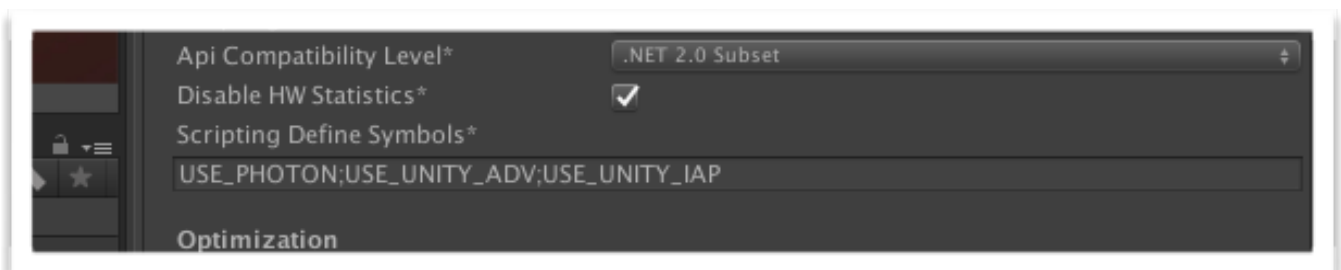 Api Compatibility Level* .NET 2.0 Subset
Disable HW Statistics*
Scripting Define Symbols*
USE_PHOTON;USE_UNITY_ADV;USE_UNITY_IAP
Optimization